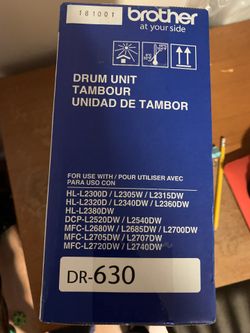 181001
brother
at your side
DRUM UNIT
TAMBOUR
UNIDAD DE TAMBOR
FOR USE WITH / POUR UTILISER AVEC
PARA USARSE CON
HL-L2300D / L2305W / L2315DW
HL-L2320D / L2340DW / L2360DW
HL-L2380DW
DCP-L2520DW / L2540DW
MFC-L2680W / L2685DW / L2700DW
MFC-L2705DW / L2707DW
MFC-L2720DW / L2740DW
DR-630